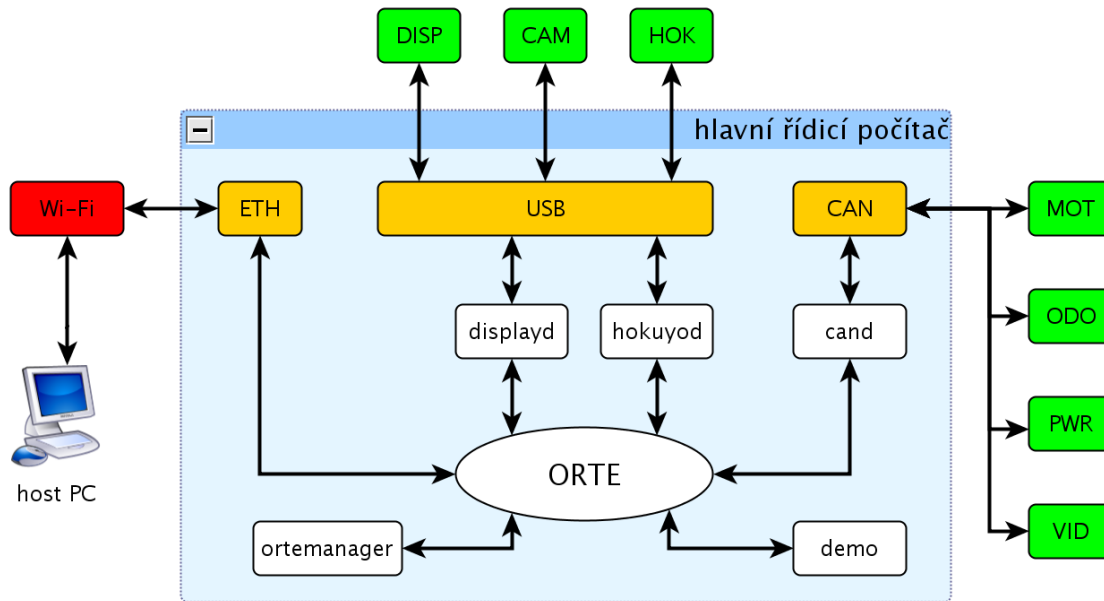 DISP
CAM
HOK
hlavní řídicí počítač
Wi-Fi
ETH
USB
CAN
MOT
displayd
hokuyod
cand
ODO
PWR
ORTE
host PC
ortemanager
demo
VID